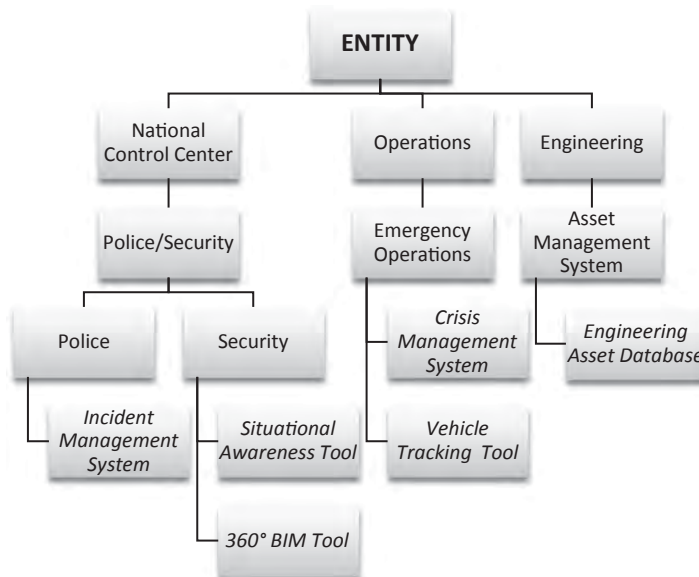 ENTITY
National
Control Center
Operations
Engineering
Police/Security
Emergency
Operations
Asset
Management
System
Police
Security
Crisis
Management
System
Engineering
Asset Database
Incident
Management
System
Situational
Awareness Tool
Vehicle
Tracking Tool
360° BIM Tool